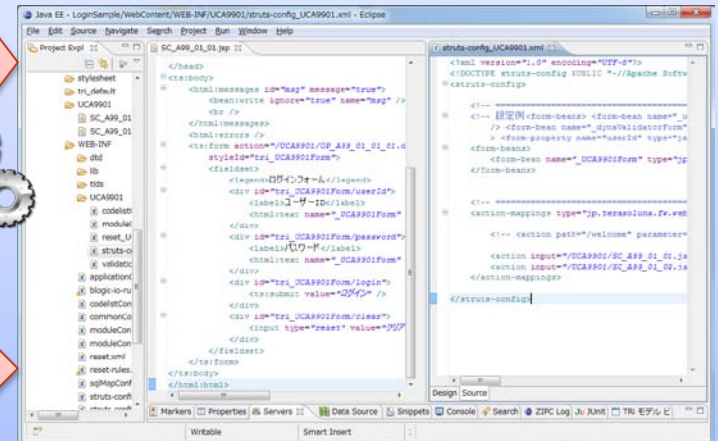 Java EE - LoginSample/WebContent/WEB-INF/UCA9901/struts-config_UCA9901.xml - Eclipse
File Edit Source Navigate Search Project Run Window Help
Project Expl
stylesheet
tri_default
UCA9901
SC_A99_01
SC_A99_01
WEB-INF
dtd
lib
tlds
UCA9901
codelist
module
reset_U
struts-c
validatic
application
blogic-io-ru
codelistCon
commonCo
moduleCon
moduleCon
reset.xml
reset-rules.
sqlMapConf
struts-confi
SC_A99_01_01.jsp
</head>
<ts:body>
<html:messages id="msg" message="true">
<bean:write ignore="true" name="msg" />
<br />
</html:messages>
<html:errors />
<ts:form action="/UCA9901/OP_A99_01_01_01.d
styleId="tri_UCA9901Form">
<fieldset>
<legend>ログインフォーム</legend>
<div id="tri_UCA9901Form/userId">
<label>ユーザーID</label>
<html:text name="_UCA9901Form"
</div>
<div id="tri_UCA9901Form/password">
<label>パスワード</label>
<html:text name="_UCA9901Form"
</div>
<div id="tri_UCA9901Form/login">
<ts:submit value="ログイン" />
</div>
<div id="tri_UCA9901Form/clear">
<input type="reset" value="クリア
</div>
</fieldset>
</ts:form>
</ts:body>
</html:html>
struts-config_UCA9901.xml
<?xml version="1.0" encoding="UTF-8"?>
<!DOCTYPE struts-config PUBLIC "-//Apache Softw
<struts-config>
<!-- ==========
<!-- 設定例<form-beans> <form-bean name="_u
/> <form-bean name="_dynaValidatorForm"
> <form-property name="userId" type="ja
<form-beans>
<form-bean name="_UCA9901Form" type="jp
</form-beans>
<!-- ==========
<action-mappings type="jp.terasoluna.fw.web
<!-- <action path="/welcome" parameter=
<action input="/UCA9901/SC_A99_01_01.js
<action input="/UCA9901/SC_A99_01_02.js
</action-mappings>
</struts-config>
Design Source
Markers Properties Servers Data Source Snippets Console Search ZIPC Log JUnit TRI モデル ビ
Writable Smart Insert